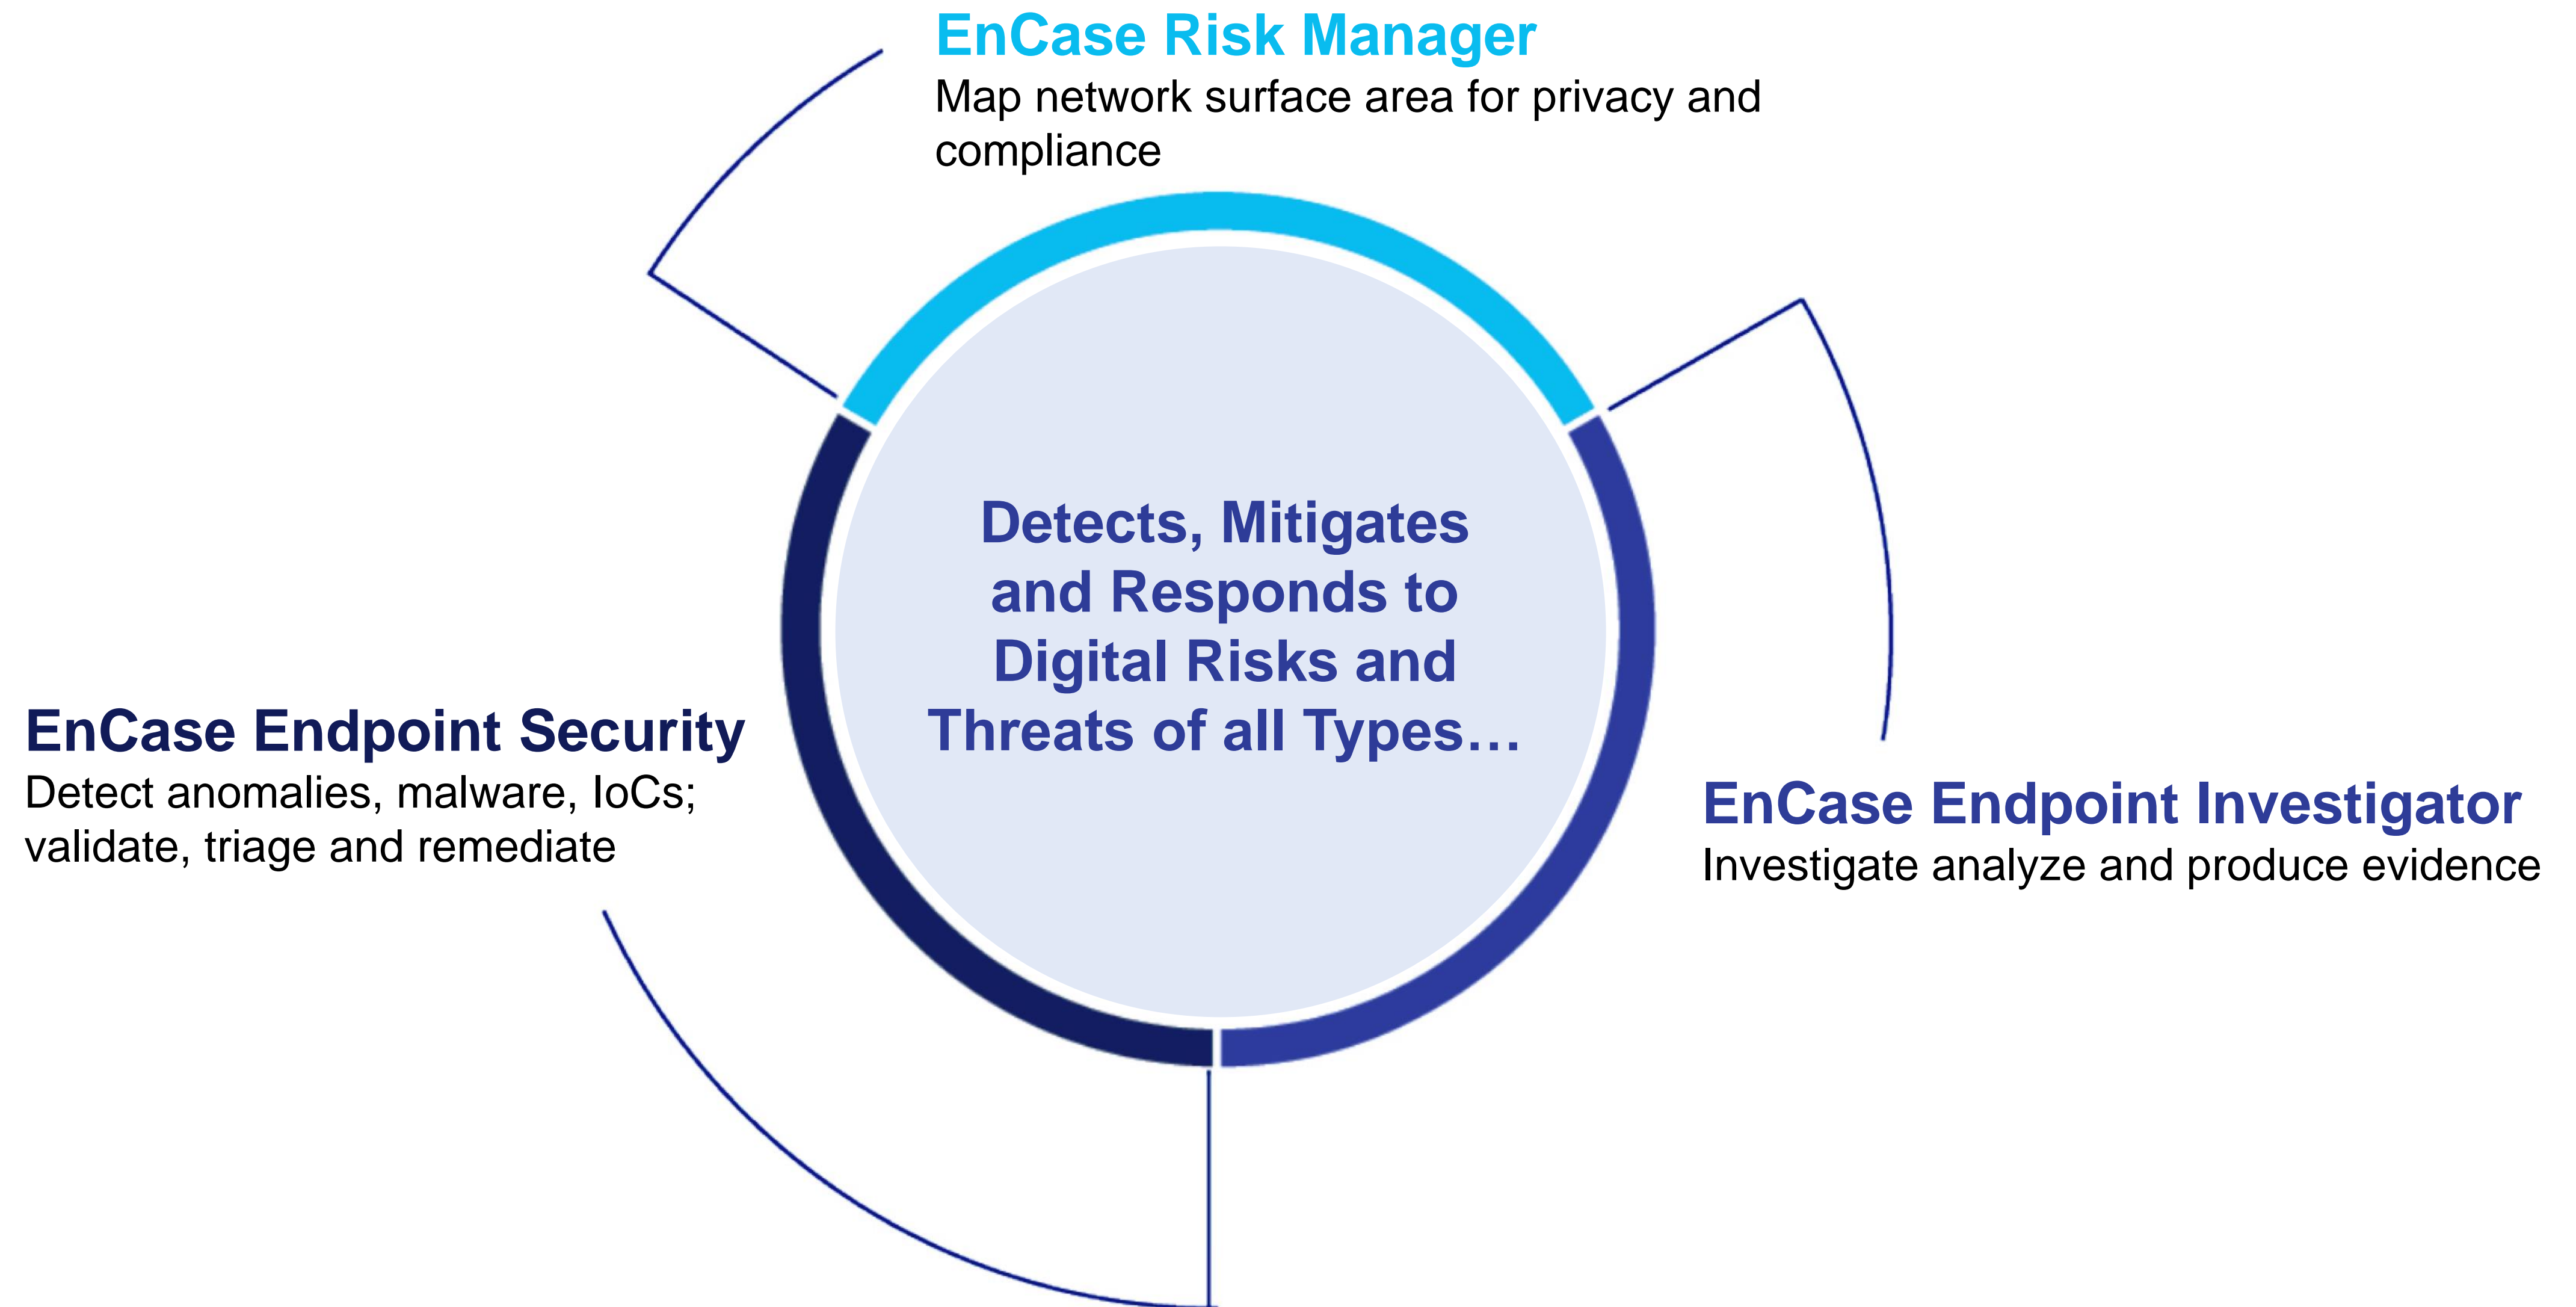 EnCase Risk Manager
Map network surface area for privacy and
compliance
Detects, Mitigates
and Responds to
Digital Risks and
Threats of all Types…
EnCase Endpoint Security
Detect anomalies, malware, IoCs;
validate, triage and remediate
EnCase Endpoint Investigator
Investigate analyze and produce evidence